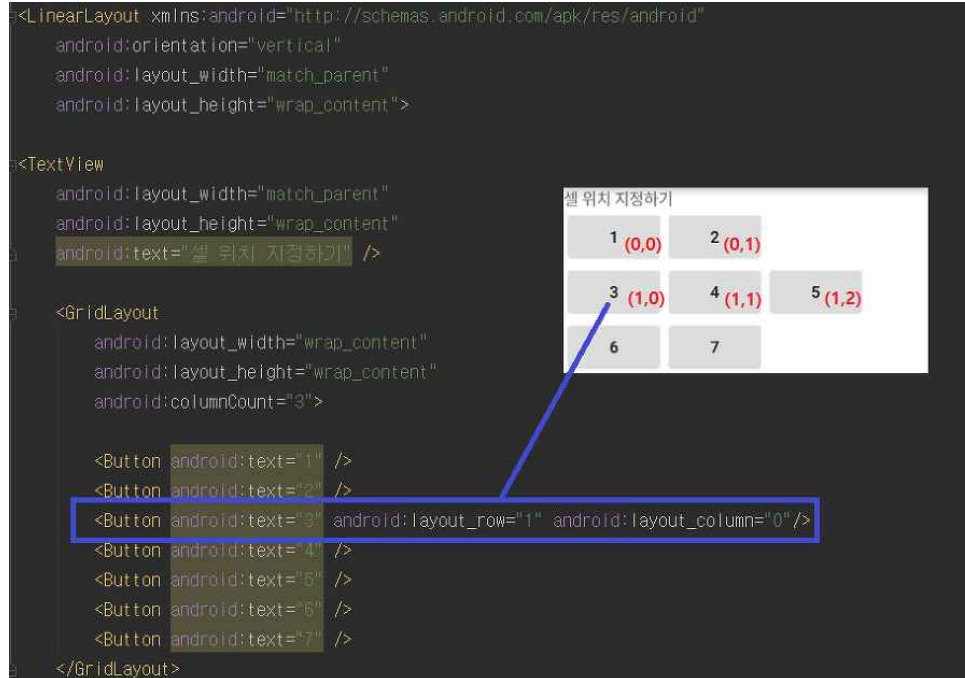 <LinearLayout xmlns:android="http://schemas.android.com/apk/res/android"
android:orientation="vertical"
android:layout_width="match_parent"
android:layout_height="wrap_content">
<TextView
android:layout_width="match_parent"
android:layout_height="wrap_content"
android:text="셀 위치 지정하기" />
<GridLayout
android:layout_width="wrap_content"
android:layout_height="wrap_content"
android:columnCount="3">
<Button android:text="1" />
<Button android:text="2" />
<Button android:text="3" android:layout_row="1" android:layout_column="0"/>
<Button android:text="4" />
<Button android:text="5" />
<Button android:text="6" />
<Button android:text="7" />
</GridLayout>
셀 위치 지정하기
1 (0,0) 2 (0,1)
3 (1,0) 4 (1,1) 5 (1,2)
6 7